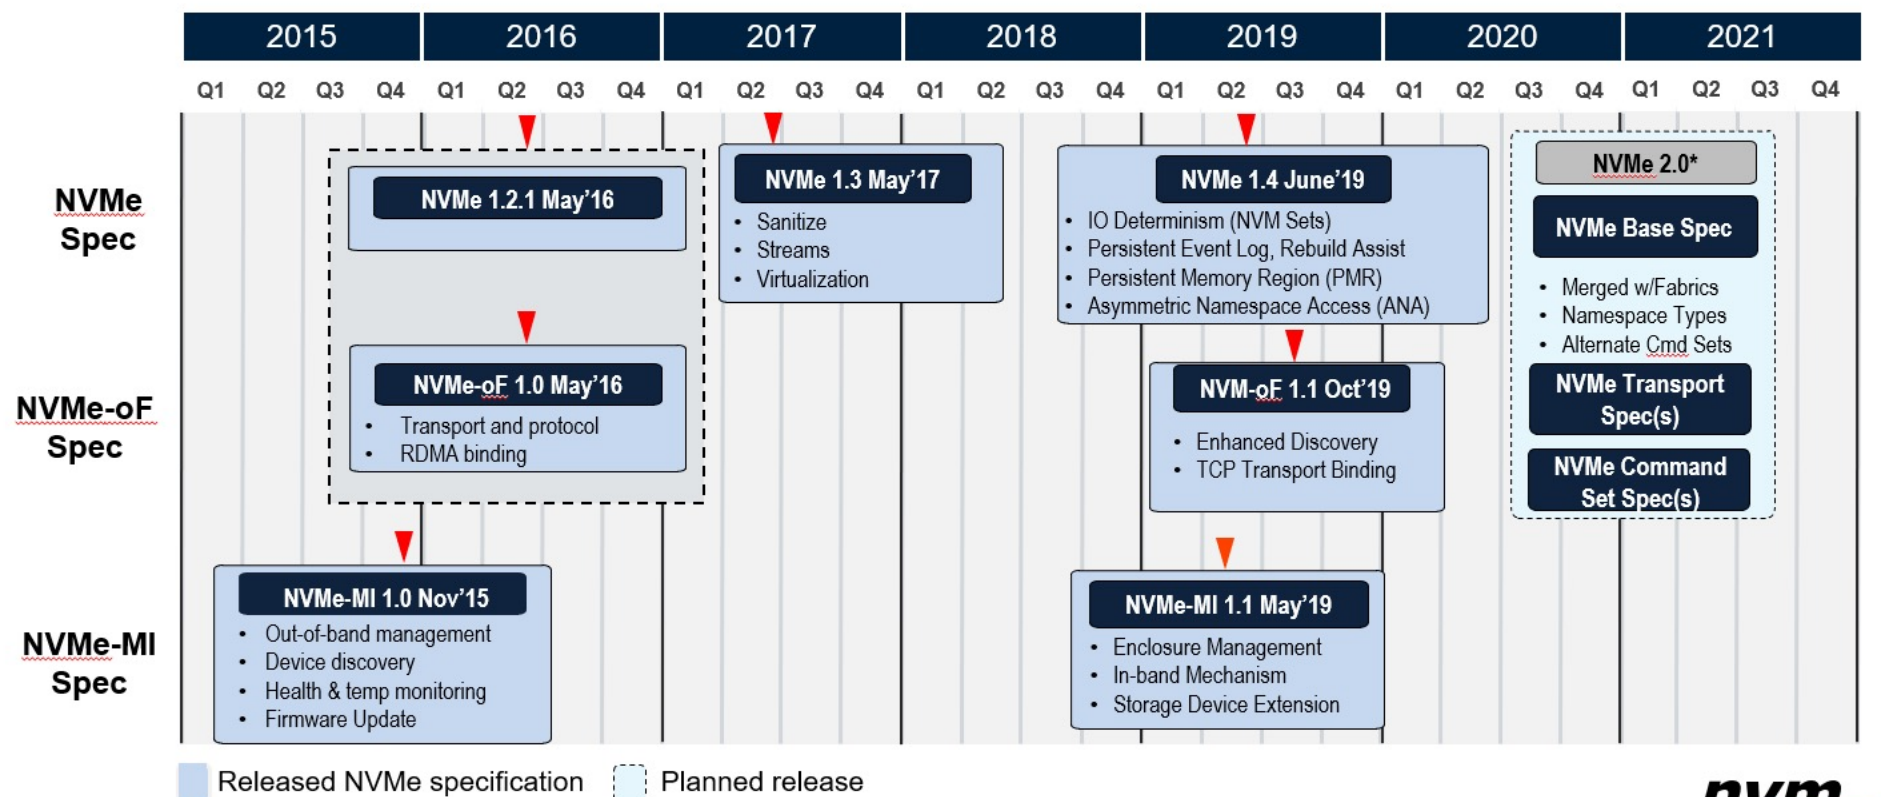 2015 2016 2017 2018 2019 2020 2021
Q1 Q2 Q3 Q4 Q1 Q2 Q3 Q4 Q1 Q2 Q3 Q4 Q1 Q2 Q3 Q4 Q1 Q2 Q3 Q4 Q1 Q2 Q3 Q4 Q1 Q2 Q3 Q4
NVMe
Spec
NVMe 1.2.1 May’16
NVMe 1.3 May’17
• Sanitize
• Streams
• Virtualization
NVMe 1.4 June’19
• IO Determinism (NVM Sets)
• Persistent Event Log, Rebuild Assist
• Persistent Memory Region (PMR)
• Asymmetric Namespace Access (ANA)
NVMe 2.0*
NVMe Base Spec
• Merged w/Fabrics
• Namespace Types
• Alternate Cmd Sets
NVMe Transport
Spec(s)
NVMe Command
Set Spec(s)
NVMe-oF
Spec
NVMe-oF 1.0 May’16
• Transport and protocol
• RDMA binding
NVM-oF 1.1 Oct’19
• Enhanced Discovery
• TCP Transport Binding
NVMe-MI
Spec
NVMe-MI 1.0 Nov’15
• Out-of-band management
• Device discovery
• Health & temp monitoring
• Firmware Update
NVMe-MI 1.1 May’19
• Enclosure Management
• In-band Mechanism
• Storage Device Extension
Released NVMe specification
Planned release
nvm